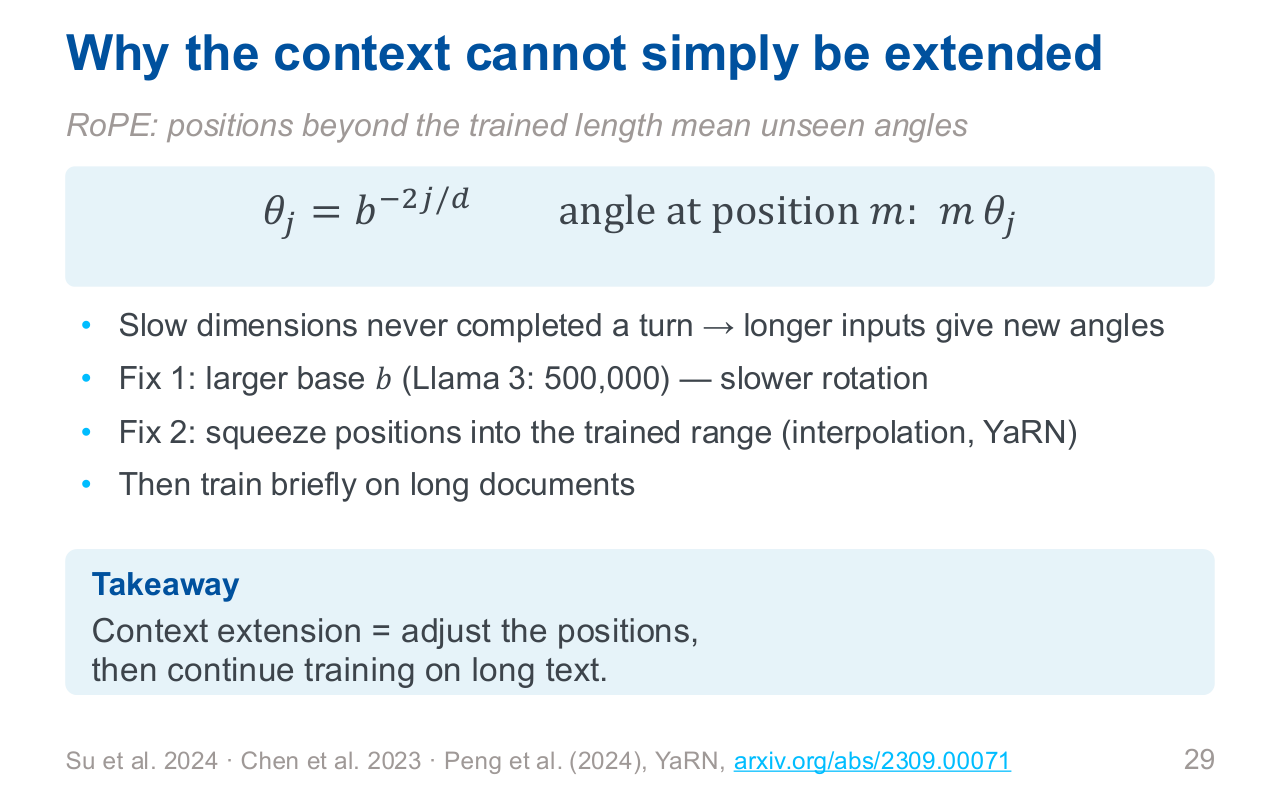 Why the context cannot simply be extended
RoPE: positions beyond the trained length mean unseen angles
θⱼ = b^{−2j/d} angle at position m: m θⱼ
• Slow dimensions never completed a turn → longer inputs give new angles
• Fix 1: larger base b (Llama 3: 500,000) — slower rotation
• Fix 2: squeeze positions into the trained range (interpolation, YaRN)
• Then train briefly on long documents
Takeaway
Context extension = adjust the positions,
then continue training on long text.
Su et al. 2024 · Chen et al. 2023 · Peng et al. (2024), YaRN, arxiv.org/abs/2309.00071 29